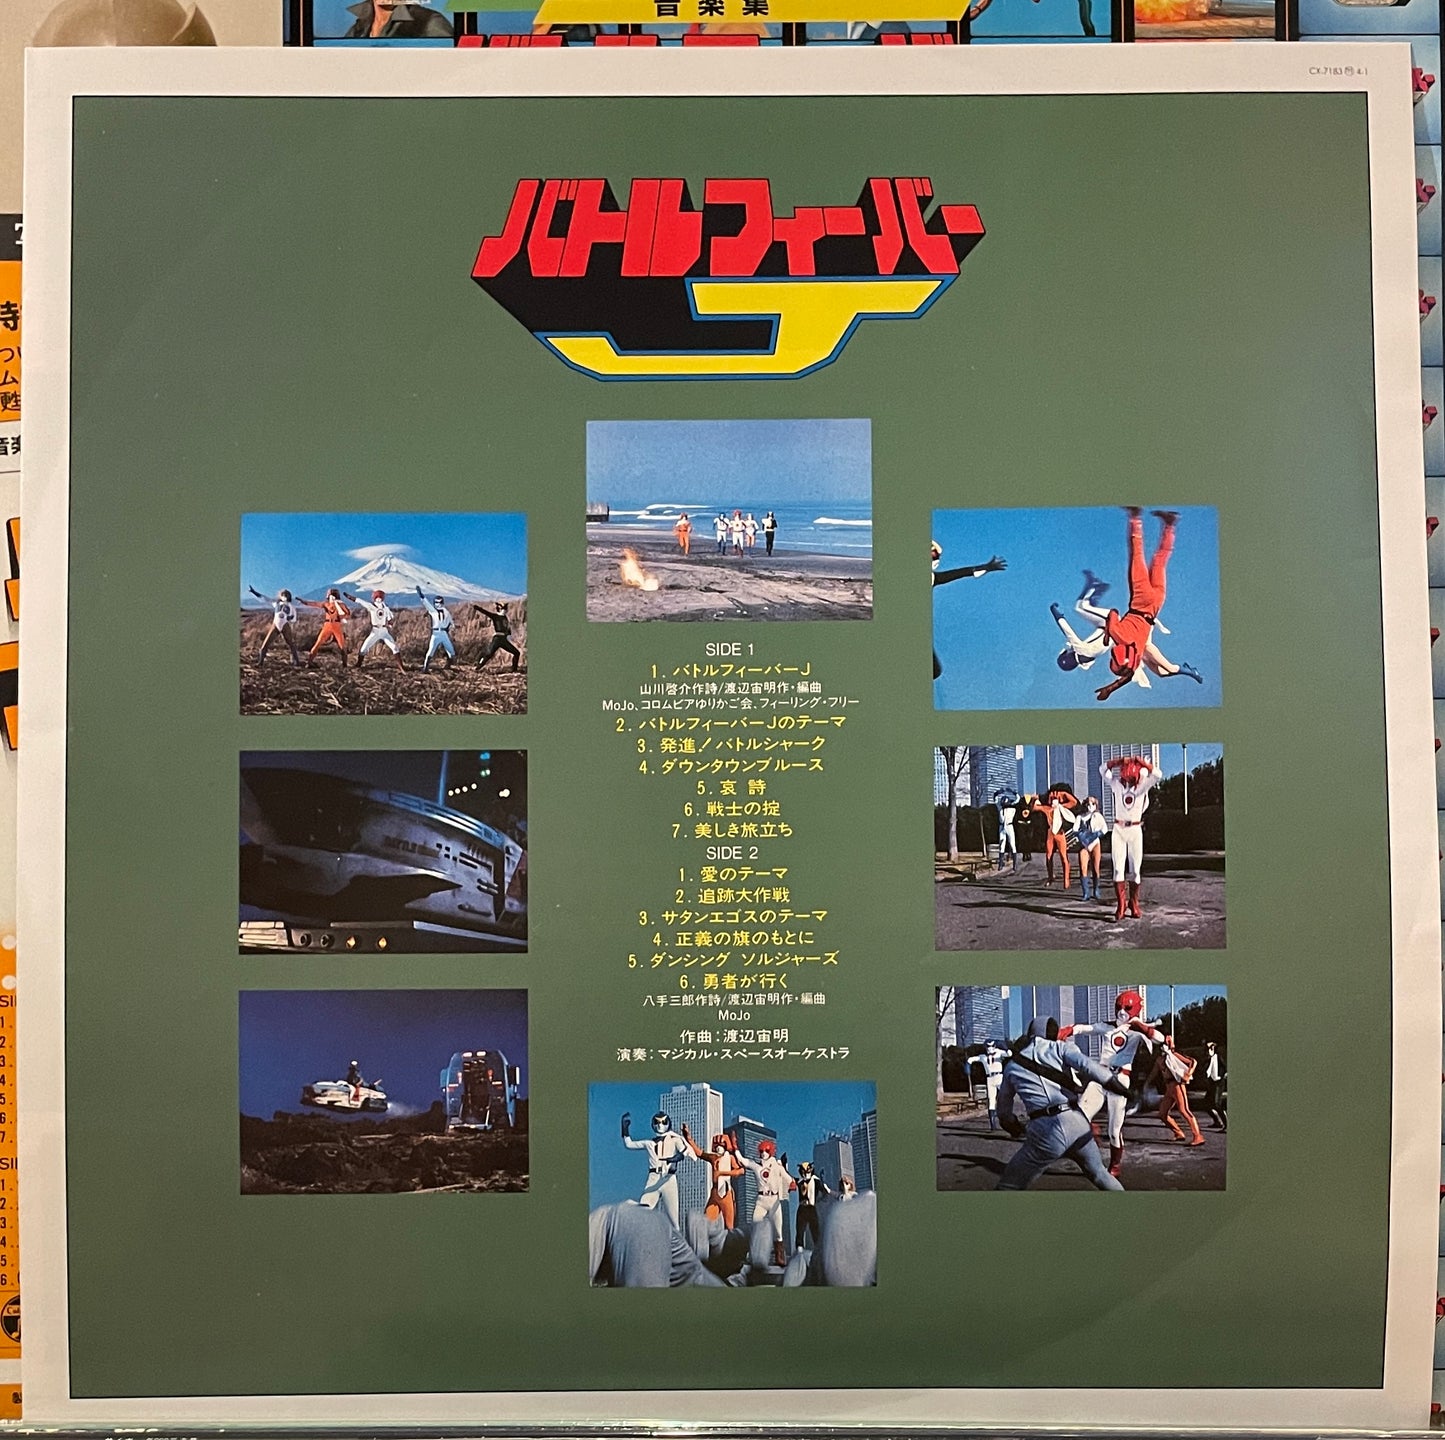 音楽集
CX-7183 Ⓜ 4-1
バトルフィーバー
J
SIDE 1
1. バトルフィーバーJ
山川啓介作詩/渡辺宙明作・編曲
MoJo、コロムビアゆりかご会、フィーリング・フリー
2. バトルフィーバーJのテーマ
3. 発進!バトルシャーク
4. ダウンタウンブルース
5. 哀 詩
6. 戦士の掟
7. 美しき旅立ち
SIDE 2
1. 愛のテーマ
2. 追跡大作戦
3. サタンエゴスのテーマ
4. 正義の旗のもとに
5. ダンシング ソルジャーズ
6. 勇者が行く
八手三郎作詩/渡辺宙明作・編曲
MoJo
作曲：渡辺宙明
演奏：マジカル・スペースオーケストラ